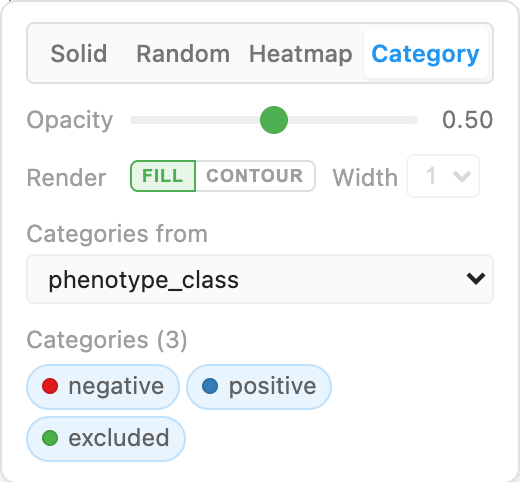 Solid Random Heatmap Category
Opacity 0.50
Render FILL CONTOUR Width 1
Categories from
phenotype_class
Categories (3)
negative positive
excluded